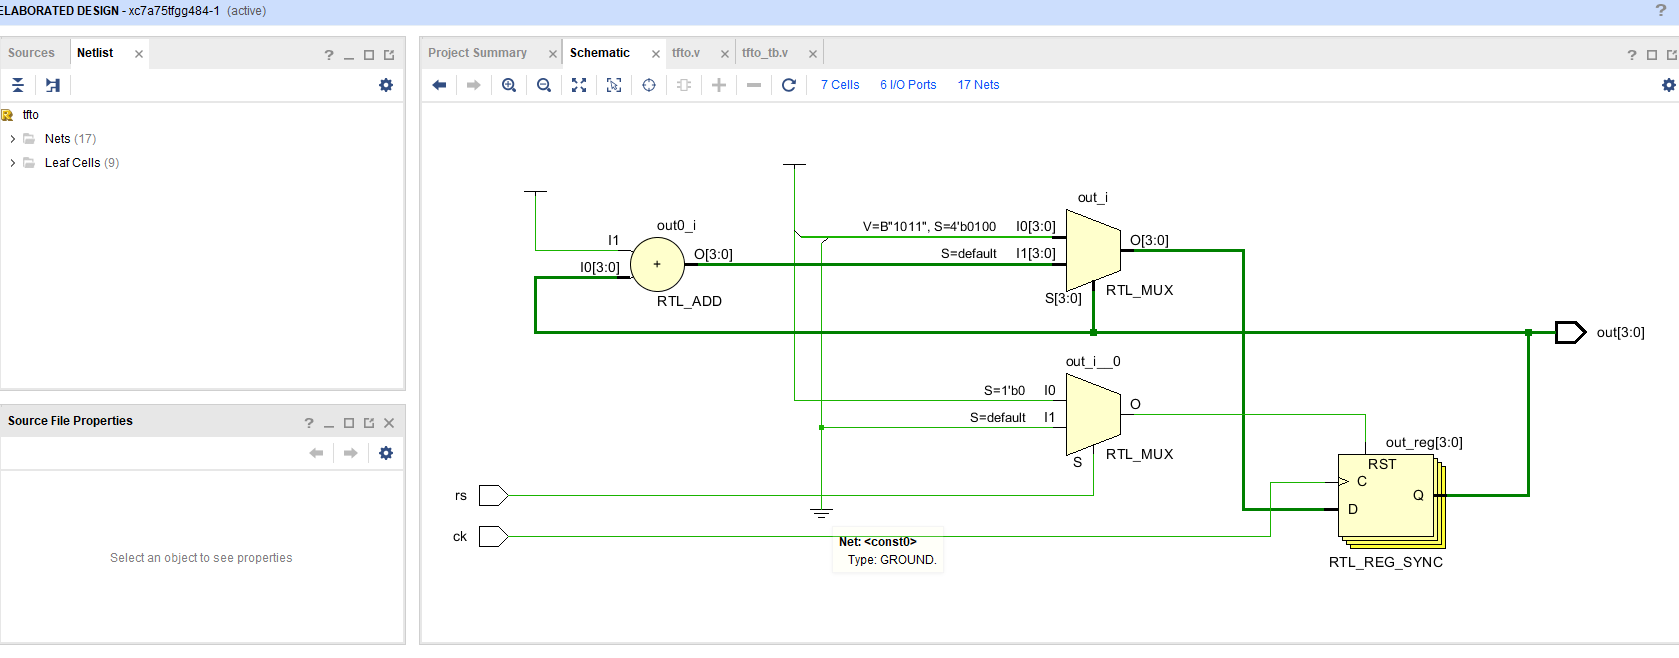 ELABORATED DESIGN - xc7a75tfgg484-1 (active)
?
Sources
Netlist
?
tfto
Nets (17)
Leaf Cells (9)
Source File Properties
?
Select an object to see properties
Project Summary
Schematic
tfto.v
tfto_tb.v
?
7 Cells
6 I/O Ports
17 Nets
out_i
out0_i
V=B"1011", S=4'b0100
I0[3:0]
I1
O[3:0]
O[3:0]
S=default
I1[3:0]
I0[3:0]
+
RTL_MUX
S[3:0]
RTL_ADD
out[3:0]
out_i__0
S=1'b0
I0
O
S=default
I1
out_reg[3:0]
RTL_MUX
S
RST
C
rs
Q
D
ck
Net: <const0>
Type: GROUND.
RTL_REG_SYNC